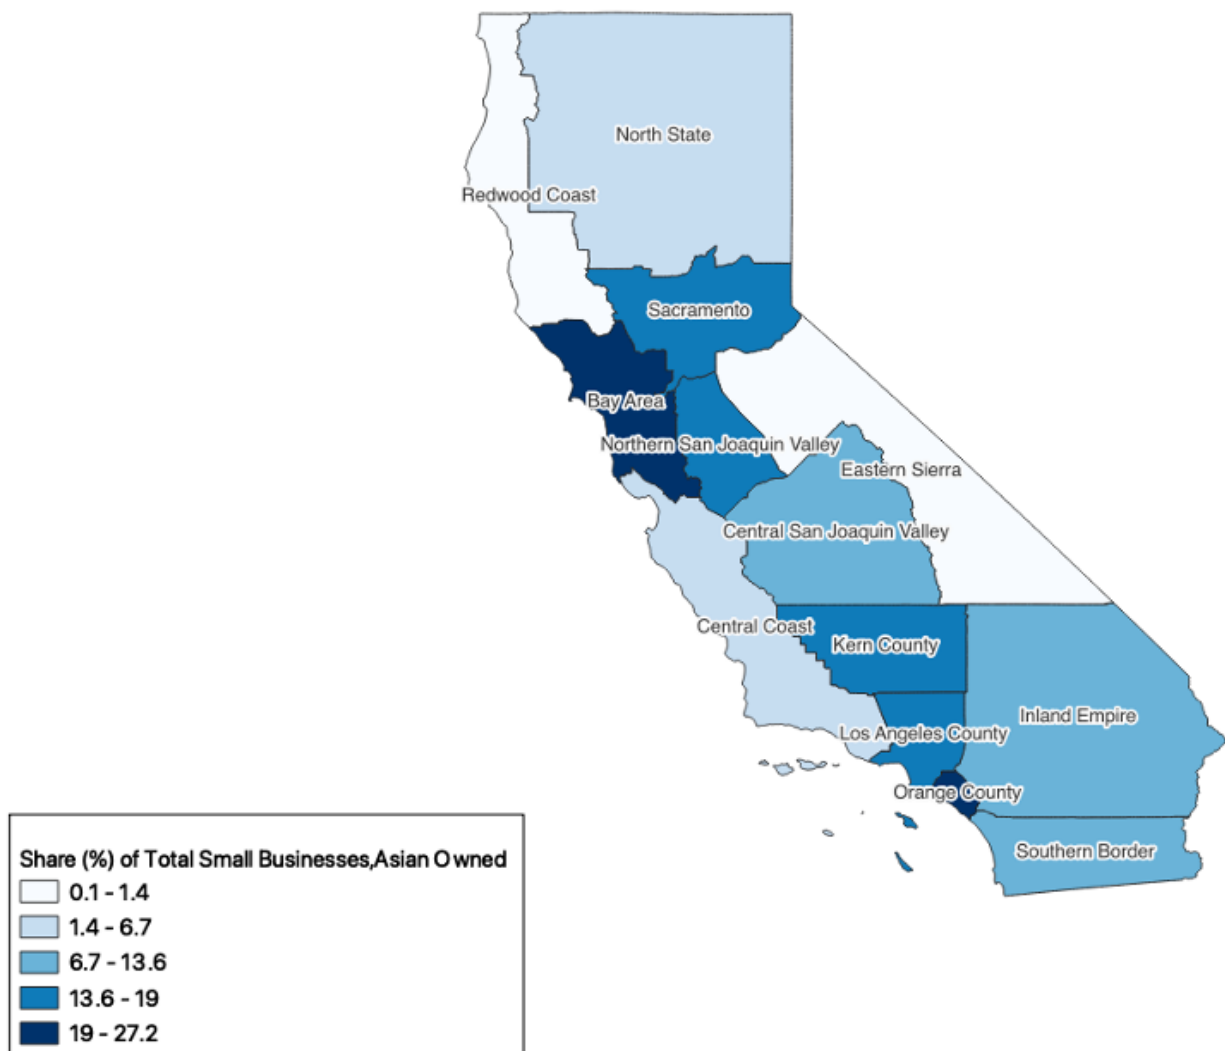 North State
Redwood Coast
Sacramento
Bay Area
Northern San Joaquin Valley
Eastern Sierra
Central San Joaquin Valley
Central Coast
Kern County
Inland Empire
Los Angeles County
Orange County
Southern Border
Share (%) of Total Small Businesses,Asian Owned
0.1 - 1.4
1.4 - 6.7
6.7 - 13.6
13.6 - 19
19 - 27.2